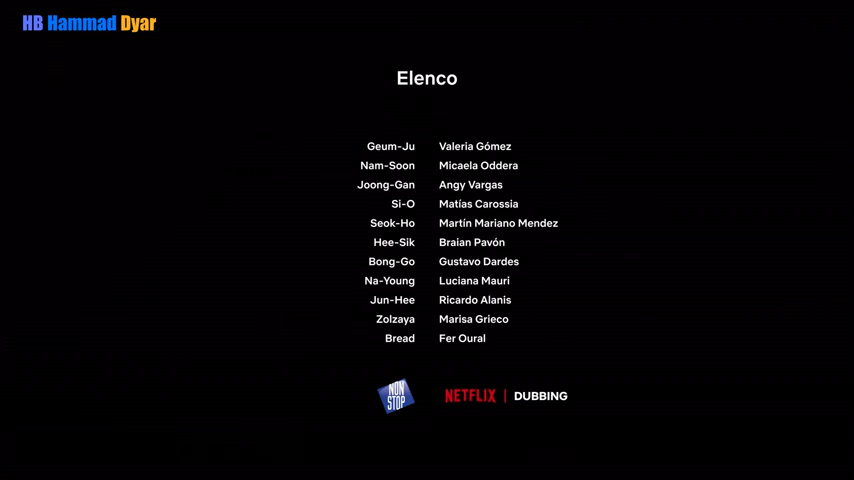 HB Hammad Dyar
Elenco
Geum-Ju Valeria Gómez
Nam-Soon Micaela Oddera
Joong-Gan Angy Vargas
Si-O Matías Carossia
Seok-Ho Martín Mariano Mendez
Hee-Sik Braian Pavón
Bong-Go Gustavo Dardes
Na-Young Luciana Mauri
Jun-Hee Ricardo Alanis
Zolzaya Marisa Grieco
Bread Fer Oural
NON
STOP
NETFLIX | DUBBING